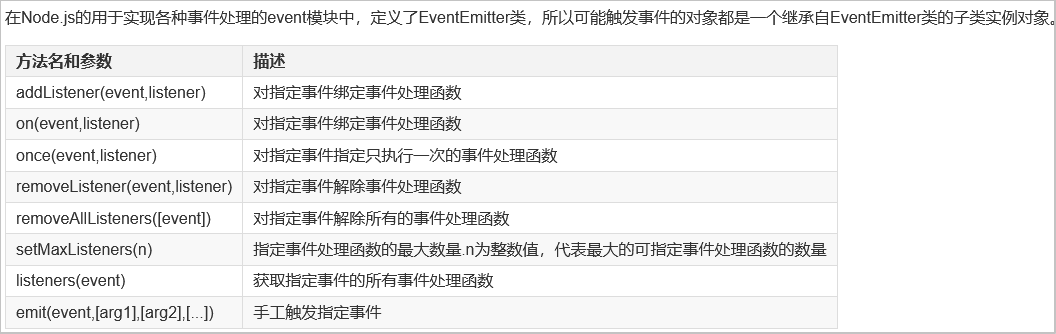 在Node.js的用于实现各种事件处理的event模块中，定义了EventEmitter类，所以可能触发事件的对象都是一个继承自EventEmitter类的子类实例对象。
方法名和参数 描述
addListener(event,listener) 对指定事件绑定事件处理函数
on(event,listener) 对指定事件绑定事件处理函数
once(event,listener) 对指定事件指定只执行一次的事件处理函数
removeListener(event,listener) 对指定事件解除事件处理函数
removeAllListeners([event]) 对指定事件解除所有的事件处理函数
setMaxListeners(n) 指定事件处理函数的最大数量.n为整数值，代表最大的可指定事件处理函数的数量
listeners(event) 获取指定事件的所有事件处理函数
emit(event,[arg1],[arg2],[...]) 手工触发指定事件